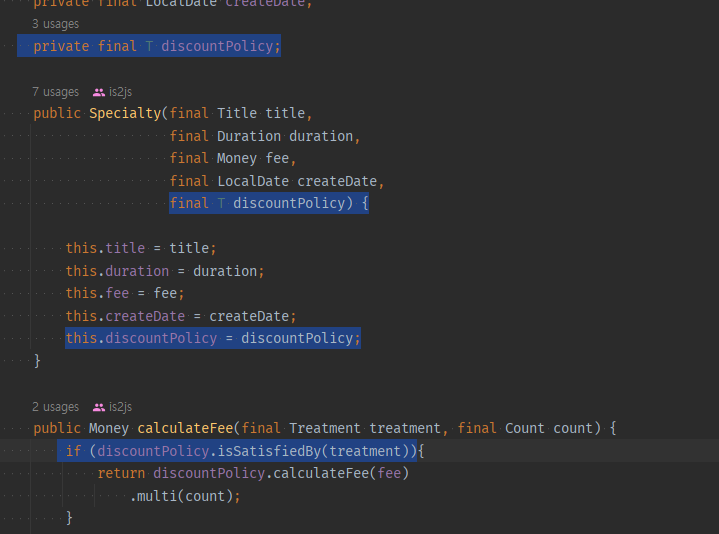 private final LocalDate createDate;
3 usages
private final T discountPolicy;
7 usages is2js
public Specialty(final Title title,
final Duration duration,
final Money fee,
final LocalDate createDate,
final T discountPolicy) {
this.title = title;
this.duration = duration;
this.fee = fee;
this.createDate = createDate;
this.discountPolicy = discountPolicy;
}
2 usages is2js
public Money calculateFee(final Treatment treatment, final Count count) {
if (discountPolicy.isSatisfiedBy(treatment)){
return discountPolicy.calculateFee(fee)
.multi(count);
}